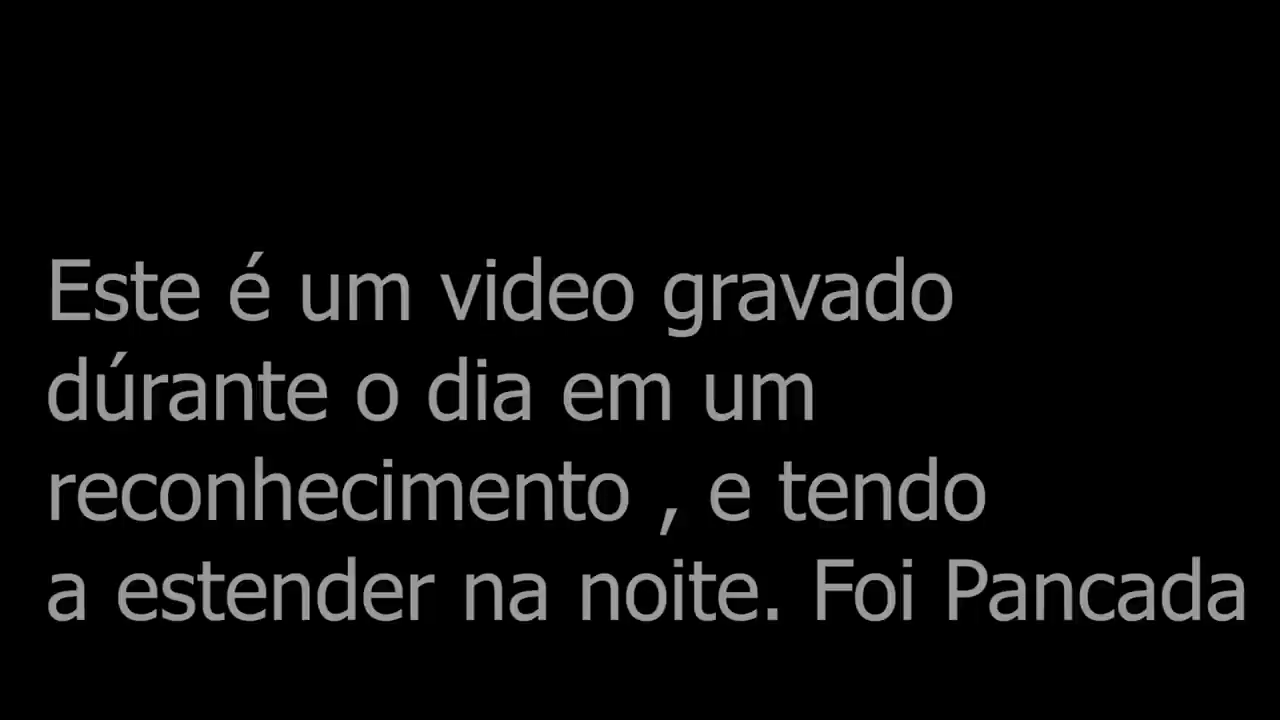 Este é um video gravado
dúrante o dia em um
reconhecimento , e tendo
a estender na noite. Foi Pancada